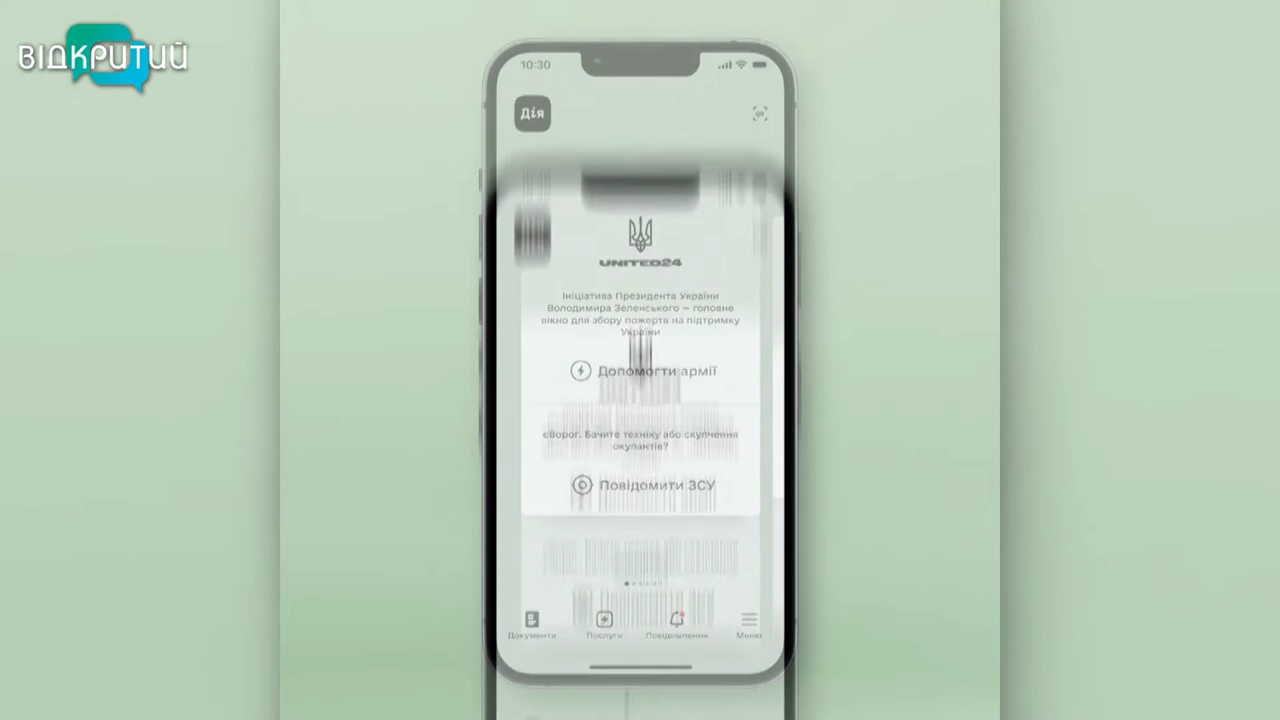 ВІДКРИТИЙ
10:30
Дія
UNITED24
Ініціатива Президента України
Володимира Зеленського — головне
вікно для збору пожертв на підтримку
України
Допомогти армії
єВорог. Бачите техніку або скупчення
окупантів?
Повідомити ЗСУ
Документи
Послуги
Повідомлення
Меню